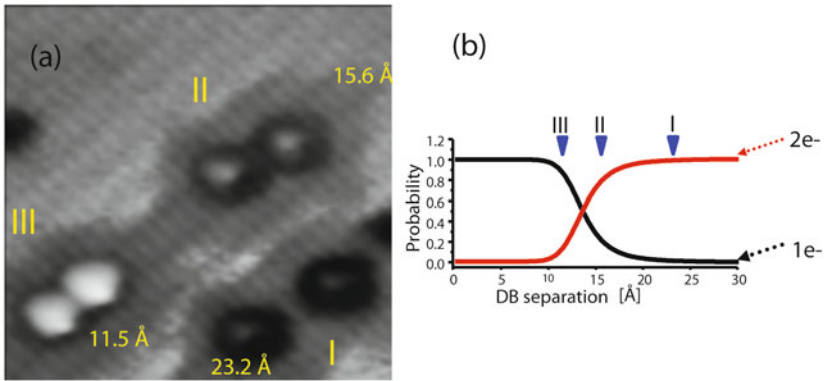 (a)
II
15.6 Å
III
11.5 Å
23.2 Å
I
(b)
III II I
1.2
1.0
0.8
0.6
0.4
0.2
0.0
Probability
0 5 10 15 20 25 30
DB separation [Å]
2e-
1e-